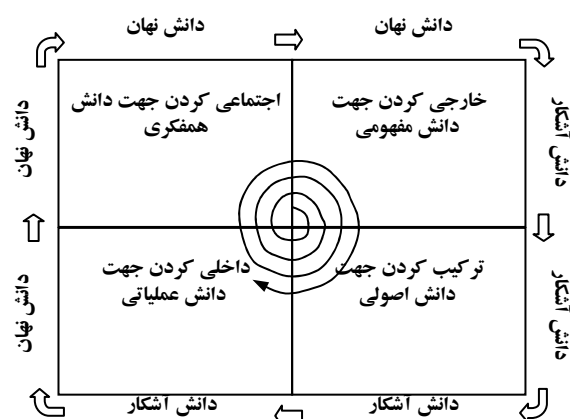 دانش نهان
دانش نهان
اجتماعی کردن جهت دانش
همفکری
خارجی کردن جهت
دانش مفهومی
دانش نهان
دانش آشکار
داخلی کردن جهت
دانش عملیاتی
ترکیب کردن جهت
دانش اصولی
دانش نهان
دانش آشکار
دانش آشکار
دانش آشکار